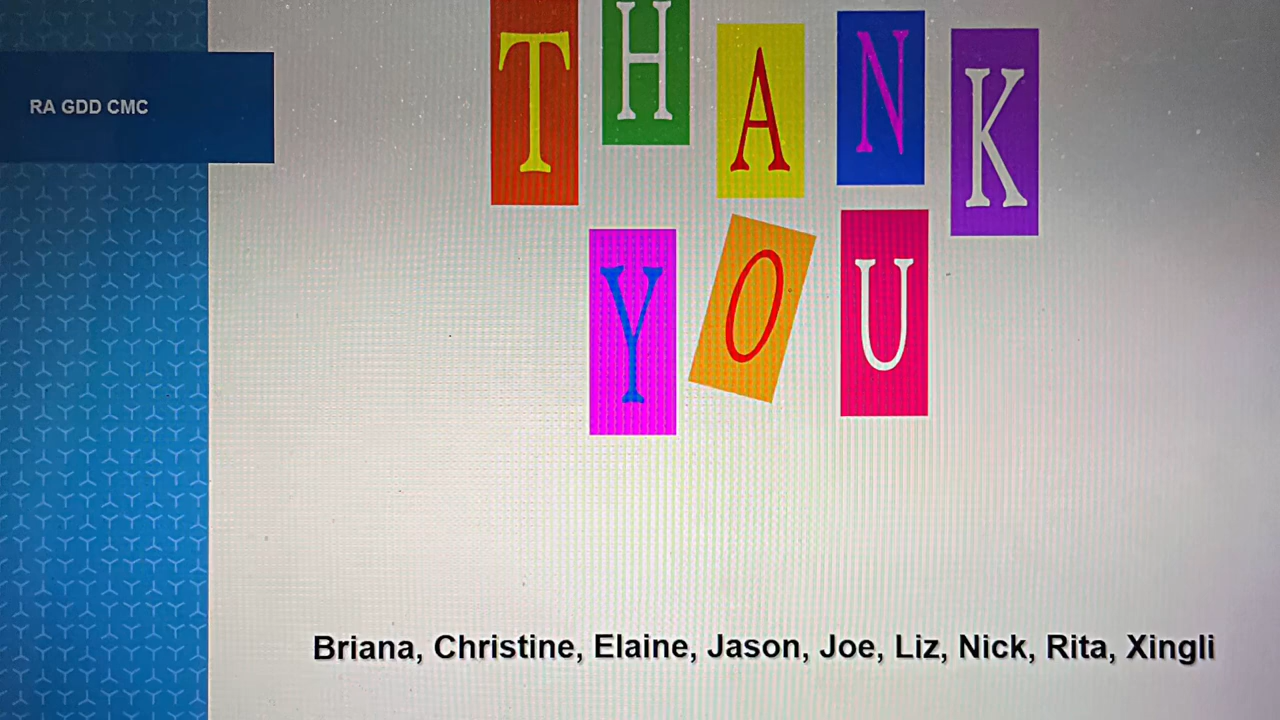 RA GDD CMC
THANK
YOU
Briana, Christine, Elaine, Jason, Joe, Liz, Nick, Rita, Xingli